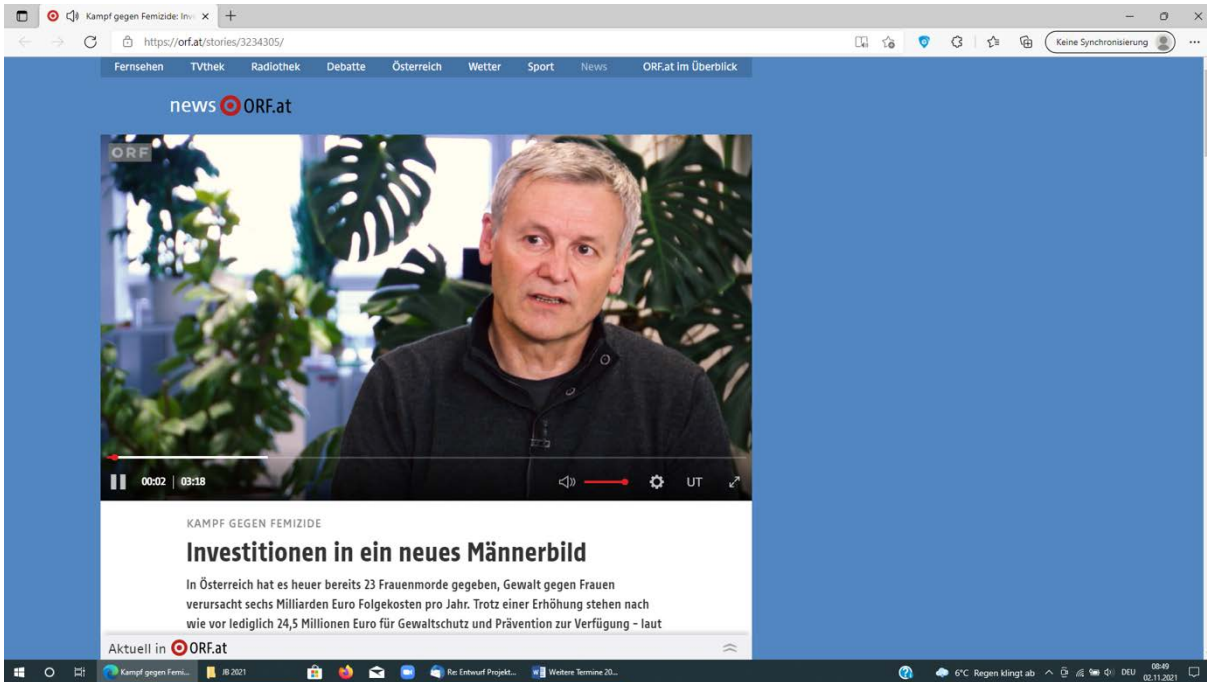 Kampf gegen Femizide: Inv
https://orf.at/stories/3234305/
Keine Synchronisierung
Fernsehen TVthek Radiothek Debatte Österreich Wetter Sport News ORF.at im Überblick
news ORF.at
ORF
00:02 | 03:18
UT
KAMPF GEGEN FEMIZIDE
Investitionen in ein neues Männerbild
In Österreich hat es heuer bereits 23 Frauenmorde gegeben, Gewalt gegen Frauen
verursacht sechs Milliarden Euro Folgekosten pro Jahr. Trotz einer Erhöhung stehen nach
wie vor lediglich 24,5 Millionen Euro für Gewaltschutz und Prävention zur Verfügung – laut
Aktuell in ORF.at
Kampf gegen Femi... JB 2021 Re: Entwurf Projekt... Weitere Termine 20... 6°C Regen klingt ab DEU 08:49
02.11.2021